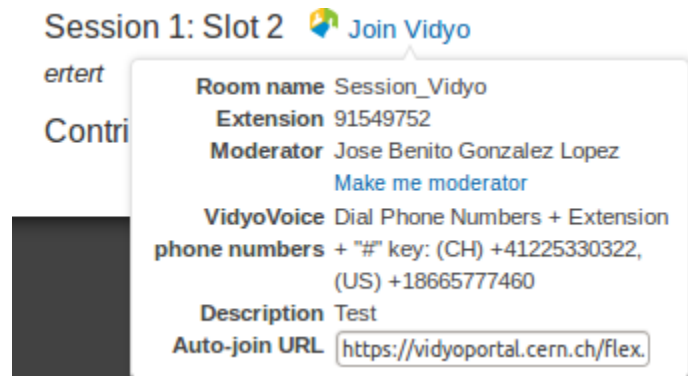 Session 1: Slot 2 Join Vidyo
ertert
Contri
Room name Session_Vidyo
Extension 91549752
Moderator Jose Benito Gonzalez Lopez
Make me moderator
VidyoVoice Dial Phone Numbers + Extension
phone numbers + "#" key: (CH) +41225330322,
(US) +18665777460
Description Test
Auto-join URL https://vidyoportal.cern.ch/flex.